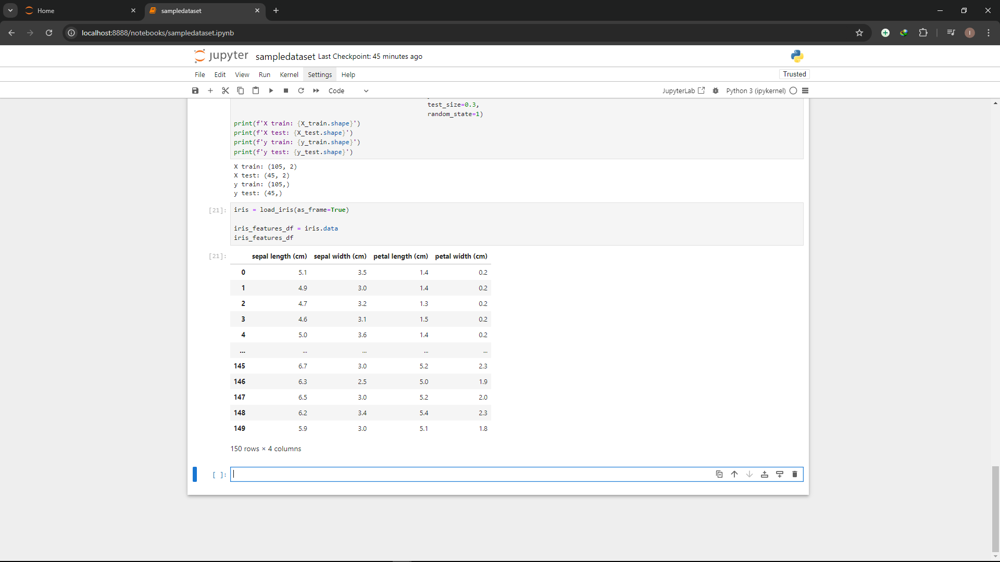 Home
sampledataset
localhost:8888/notebooks/sampledataset.ipynb
I
jupyter sampledataset Last Checkpoint: 45 minutes ago
File Edit View Run Kernel Settings Help
Trusted
Code
JupyterLab
Python 3 (ipykernel)
test_size=0.3,
random_state=1)
print(f'X train: {X_train.shape}')
print(f'X test: {X_test.shape}')
print(f'y train: {y_train.shape}')
print(f'y test: {y_test.shape}')
X train: (105, 2)
X test: (45, 2)
y train: (105,)
y test: (45,)
[21]: iris = load_iris(as_frame=True)
iris_features_df = iris.data
iris_features_df
[21]: sepal length (cm) sepal width (cm) petal length (cm) petal width (cm)
0 5.1 3.5 1.4 0.2
1 4.9 3.0 1.4 0.2
2 4.7 3.2 1.3 0.2
3 4.6 3.1 1.5 0.2
4 5.0 3.6 1.4 0.2
... ... ... ... ...
145 6.7 3.0 5.2 2.3
146 6.3 2.5 5.0 1.9
147 6.5 3.0 5.2 2.0
148 6.2 3.4 5.4 2.3
149 5.9 3.0 5.1 1.8
150 rows × 4 columns
[ ]: